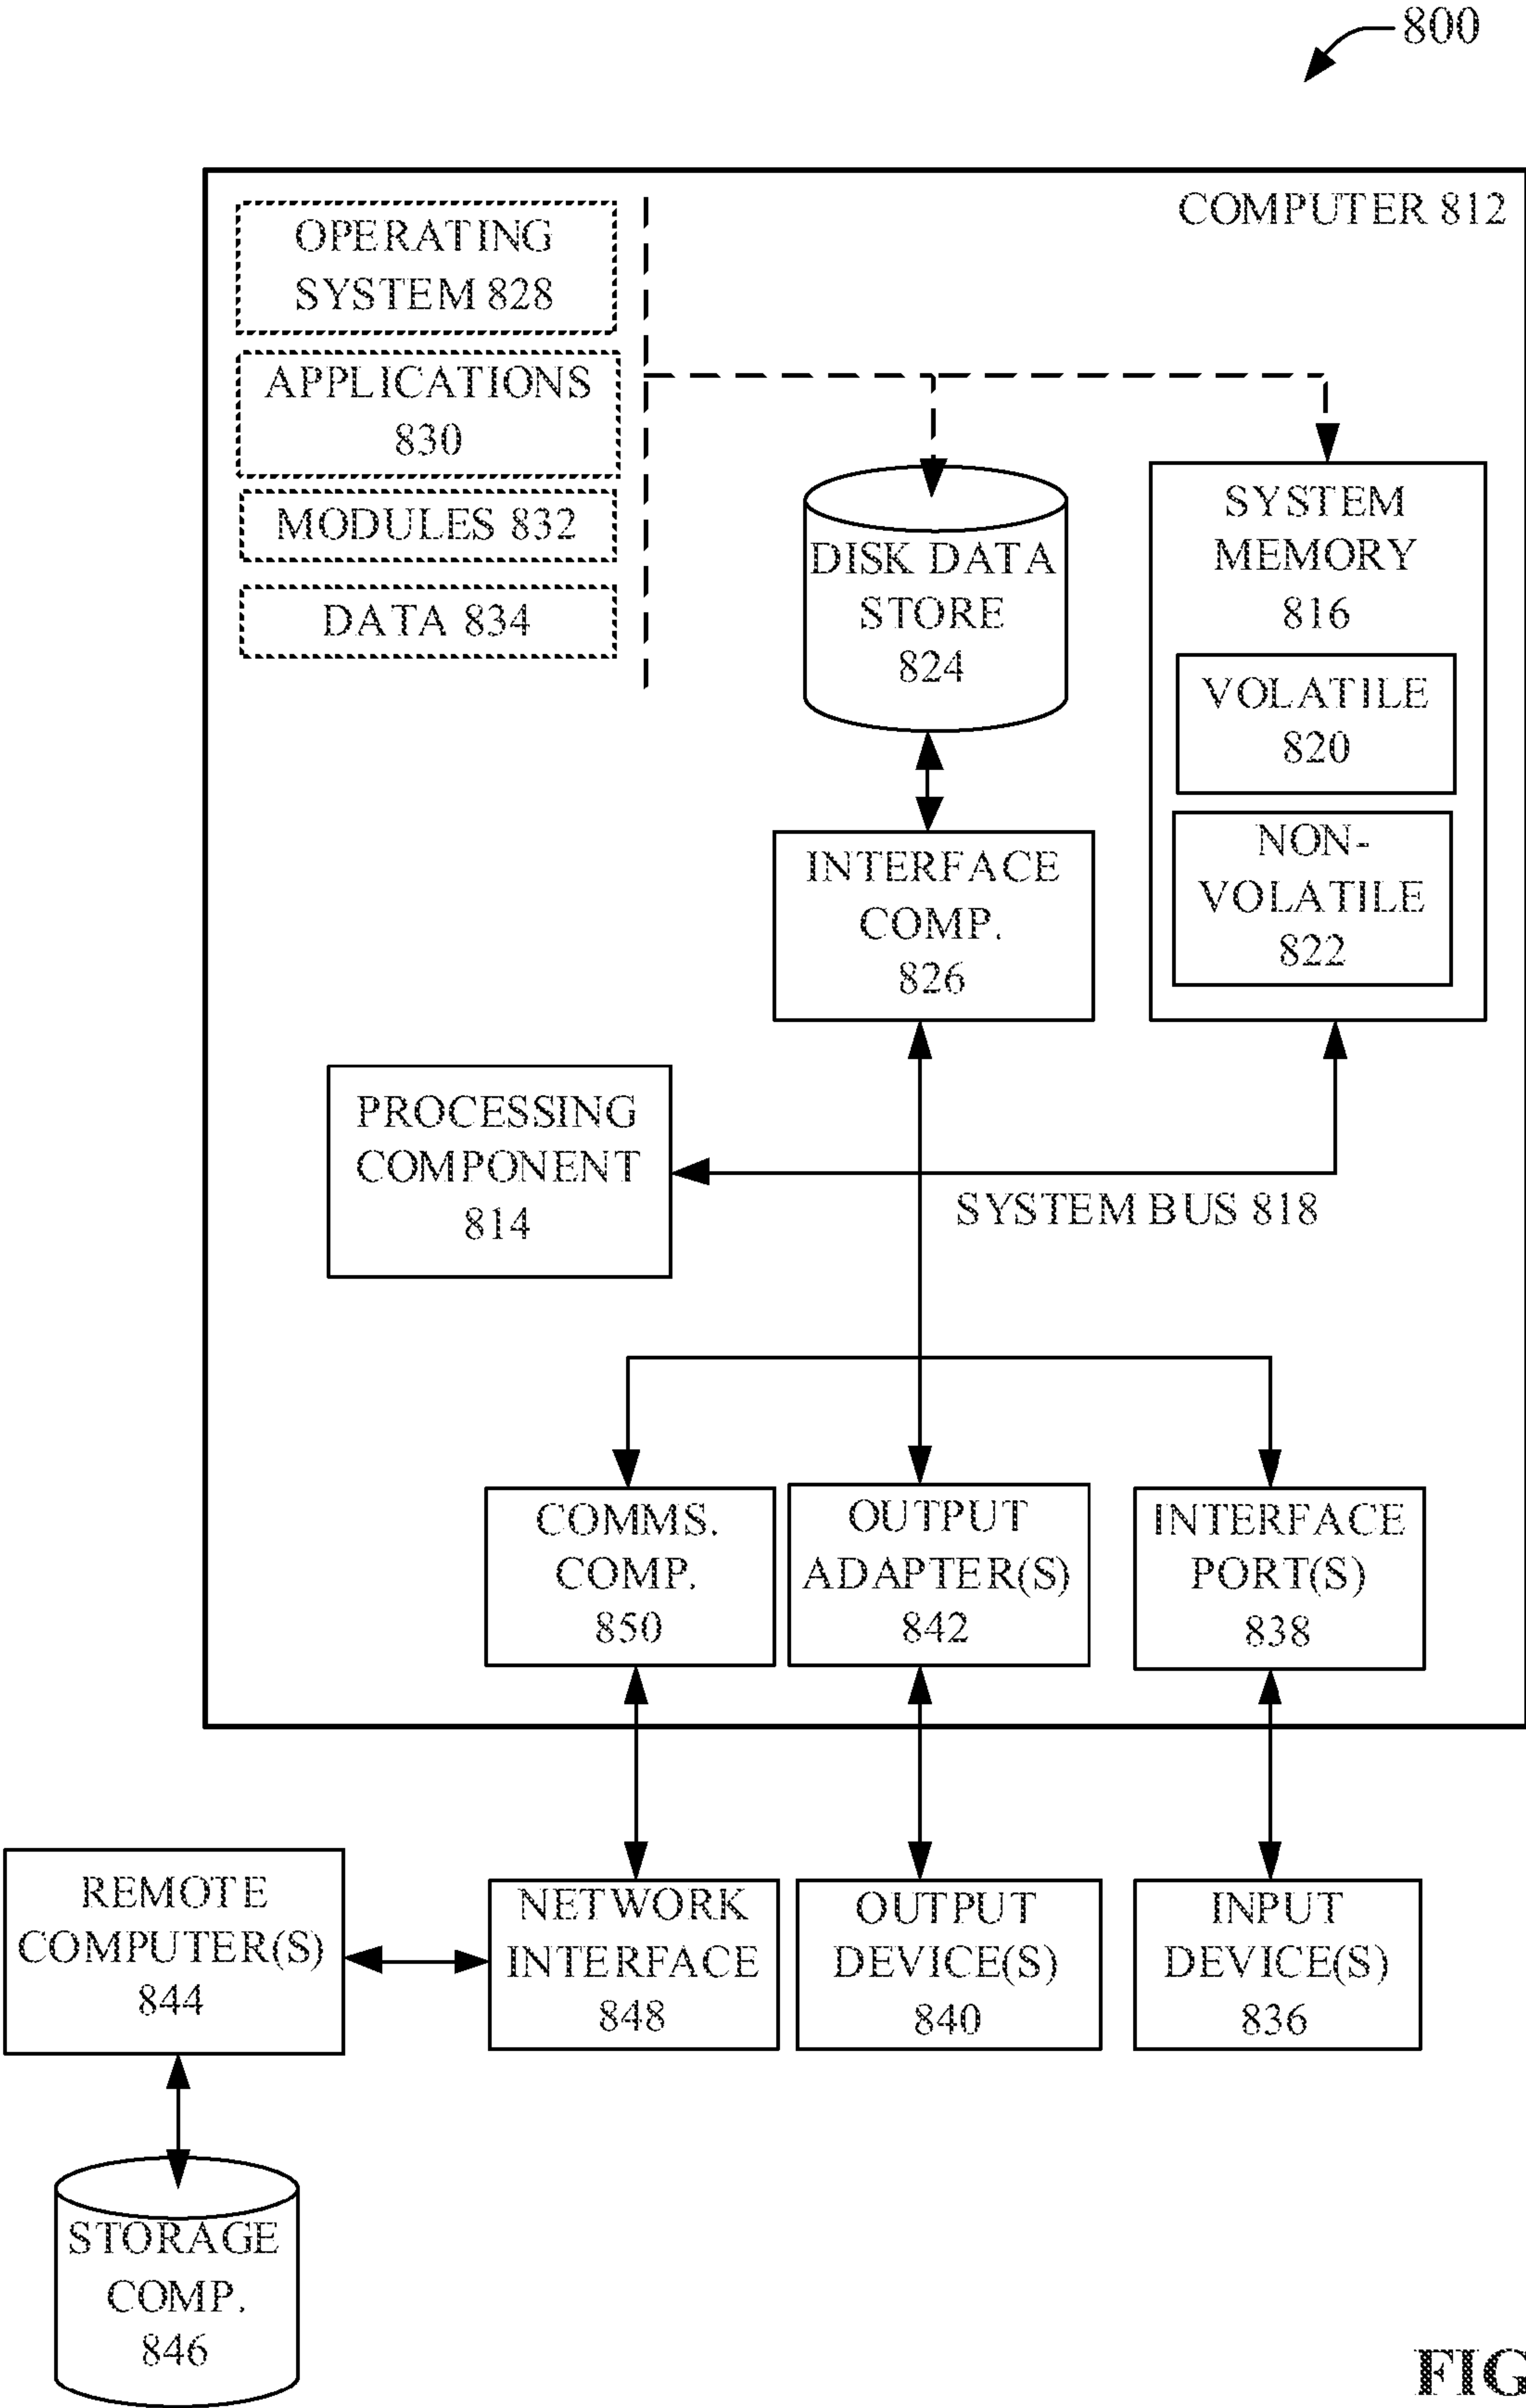 800
COMPUTER 812
OPERATING
SYSTEM 828
APPLICATIONS
830
MODULES 832
DATA 834
DISK DATA
STORE
824
SYSTEM
MEMORY
816
VOLATILE
820
NON-
VOLATILE
822
INTERFACE
COMP.
826
PROCESSING
COMPONENT
814
SYSTEM BUS 818
COMMS.
COMP.
850
OUTPUT
ADAPTER(S)
842
INTERFACE
PORT(S)
838
REMOTE
COMPUTER(S)
844
NETWORK
INTERFACE
848
OUTPUT
DEVICE(S)
840
INPUT
DEVICE(S)
836
STORAGE
COMP.
846
FIG